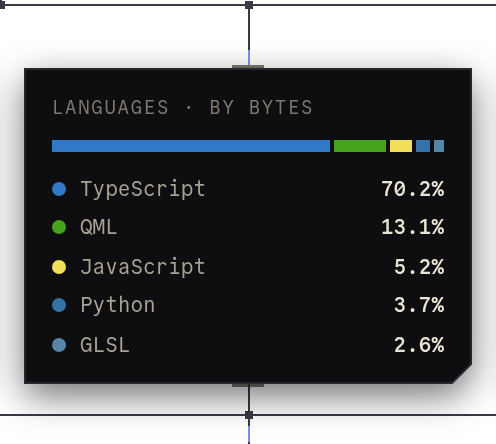 LANGUAGES · BY BYTES
TypeScript 70.2%
QML 13.1%
JavaScript 5.2%
Python 3.7%
GLSL 2.6%